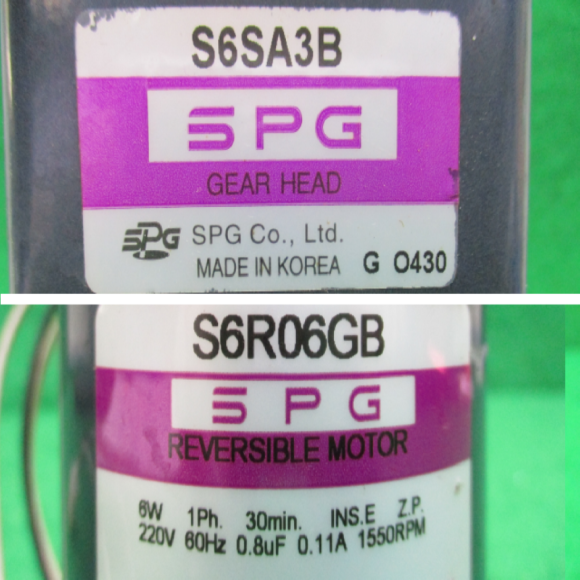 S6SA3B
SPG
GEAR HEAD
SPG SPG Co., Ltd.
MADE IN KOREA G O430
S6R06GB
SPG
REVERSIBLE MOTOR
6W 1Ph. 30min. INS.E Z.P.
220V 60Hz 0.8uF 0.11A 1550RPM